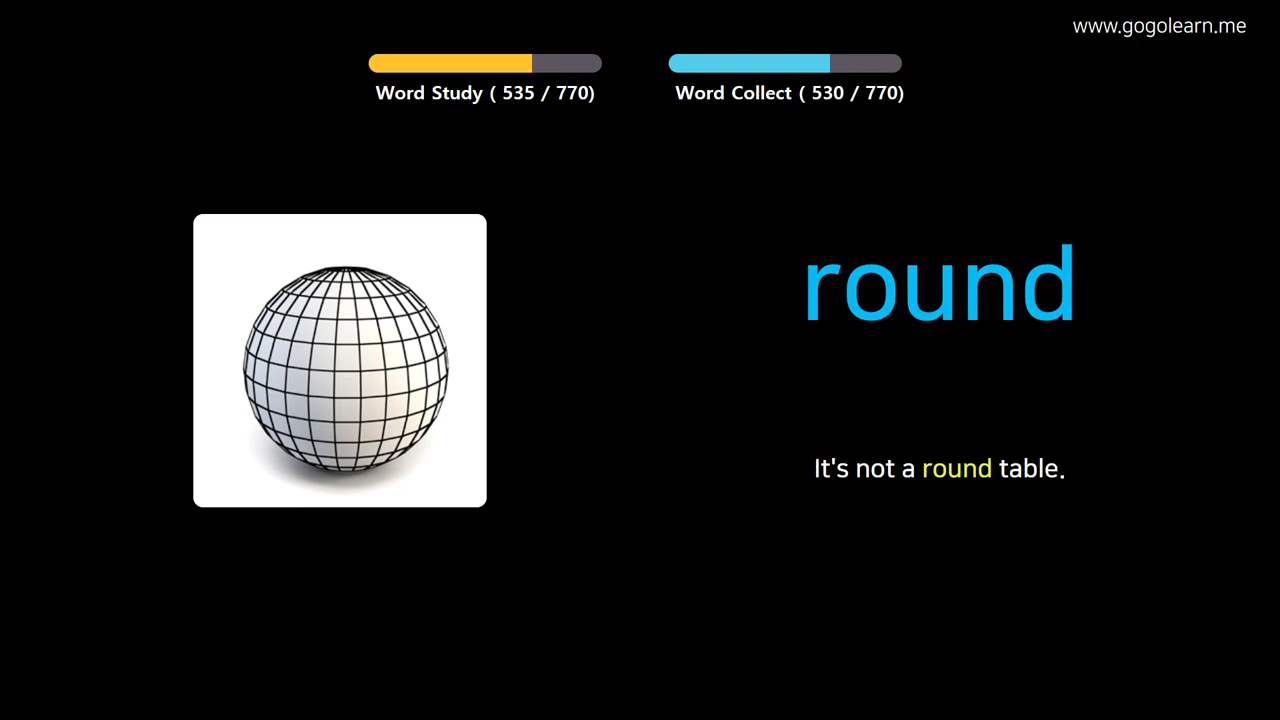 www.gogolearn.me
Word Study ( 535 / 770)
Word Collect ( 530 / 770)
round
It's not a round table.